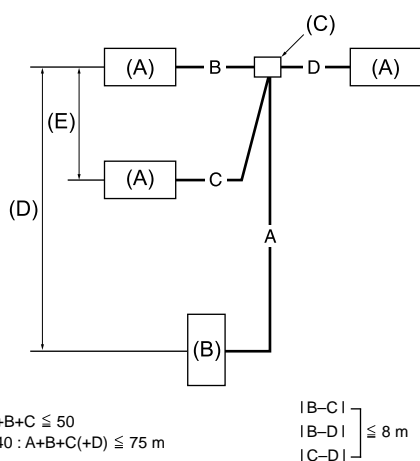 (C)
(A) B D (A)
(E)
(A) C
(D)
A
(B)
+B+C ≦ 50
40 : A+B+C(+D) ≦ 75 m
|B–C|
|B–D| ≦ 8 m
|C–D|